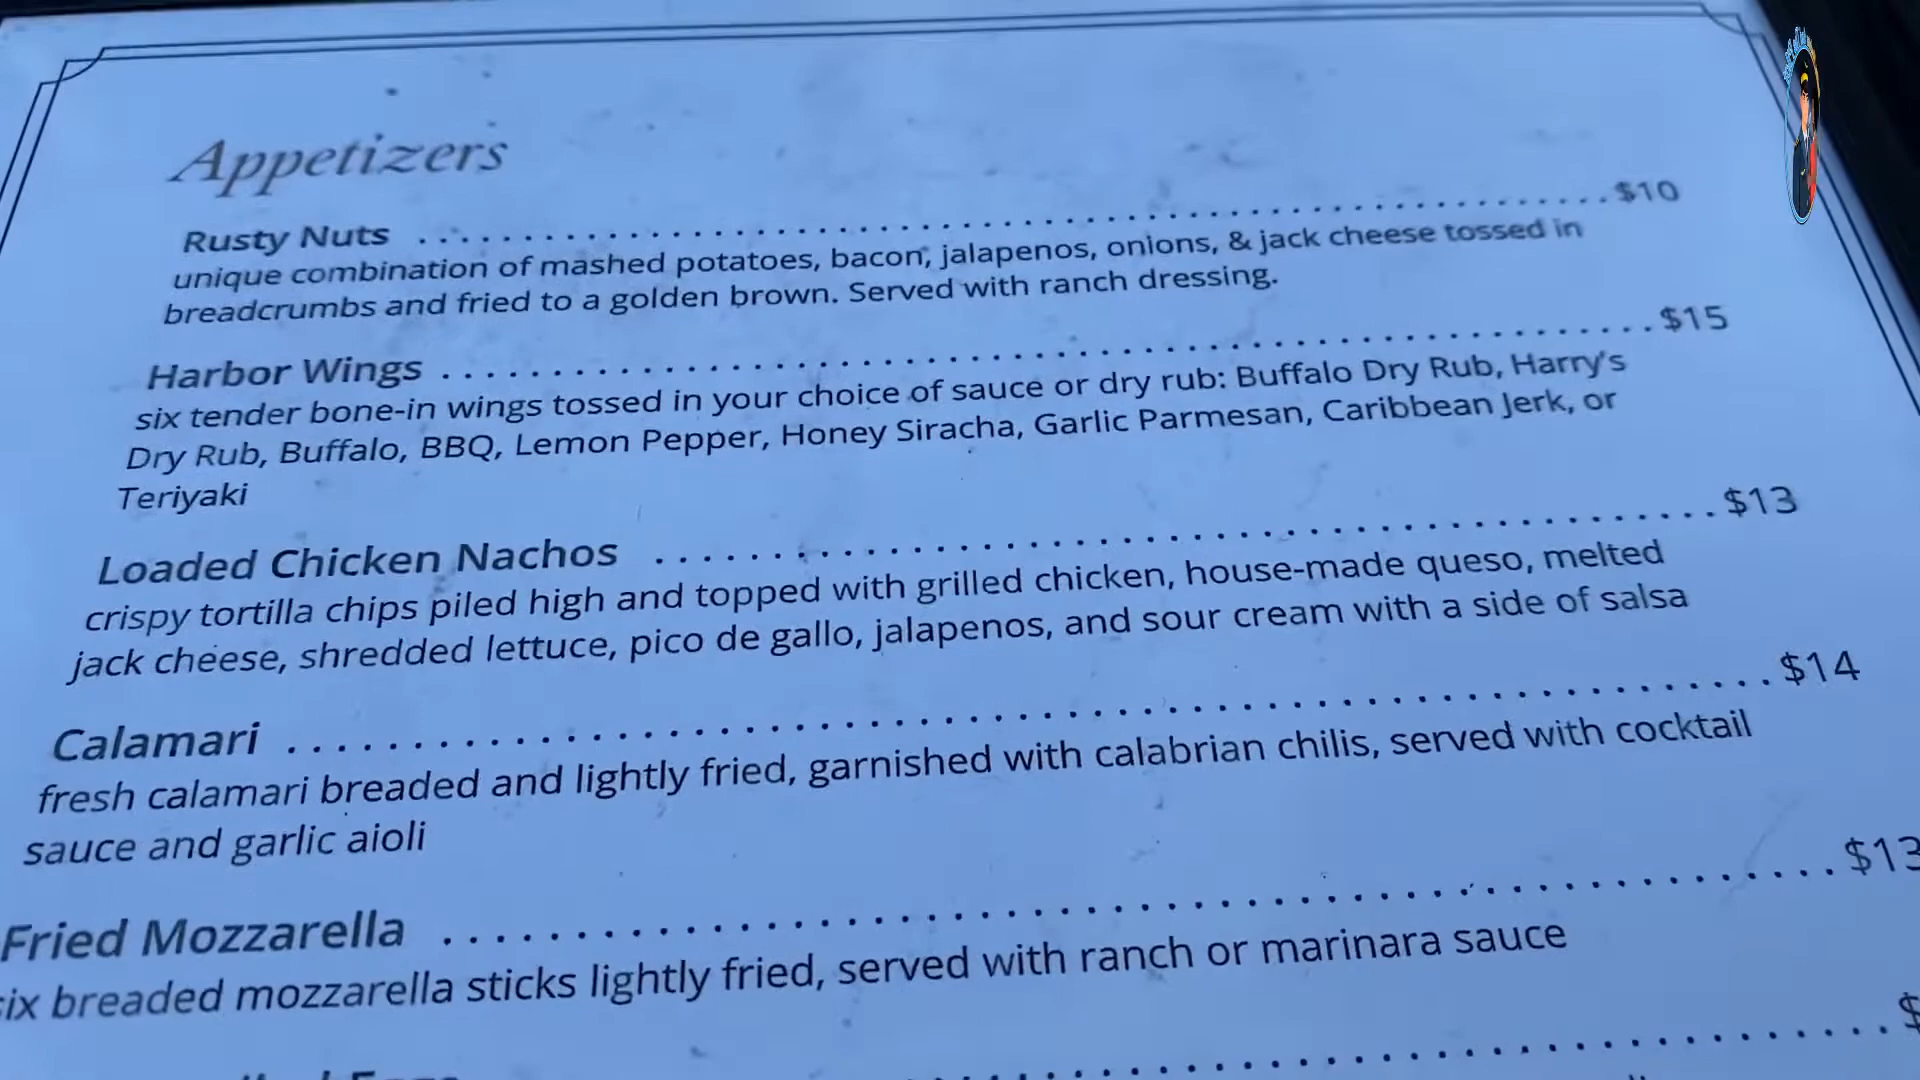 Appetizers
Rusty Nuts ........................................ $10
unique combination of mashed potatoes, bacon, jalapenos, onions, & jack cheese tossed in
breadcrumbs and fried to a golden brown. Served with ranch dressing.
Harbor Wings ........................................ $15
six tender bone-in wings tossed in your choice of sauce or dry rub: Buffalo Dry Rub, Harry's
Dry Rub, Buffalo, BBQ, Lemon Pepper, Honey Siracha, Garlic Parmesan, Caribbean Jerk, or
Teriyaki
Loaded Chicken Nachos ........................................ $13
crispy tortilla chips piled high and topped with grilled chicken, house-made queso, melted
jack cheese, shredded lettuce, pico de gallo, jalapenos, and sour cream with a side of salsa
Calamari ........................................ $14
fresh calamari breaded and lightly fried, garnished with calabrian chilis, served with cocktail
sauce and garlic aioli
Fried Mozzarella ........................................ $13
six breaded mozzarella sticks lightly fried, served with ranch or marinara sauce
$